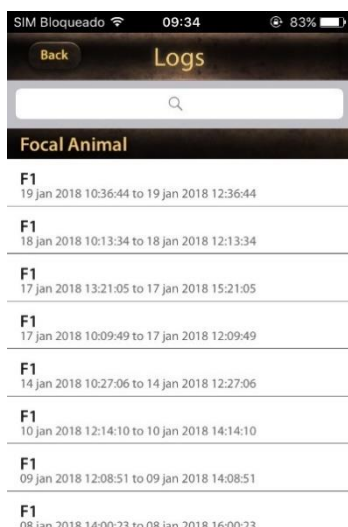 SIM Bloqueado 09:34 83%
Back Logs
Focal Animal
F1
19 jan 2018 10:36:44 to 19 jan 2018 12:36:44
F1
18 jan 2018 10:13:34 to 18 jan 2018 12:13:34
F1
17 jan 2018 13:21:05 to 17 jan 2018 15:21:05
F1
17 jan 2018 10:09:49 to 17 jan 2018 12:09:49
F1
14 jan 2018 10:27:06 to 14 jan 2018 12:27:06
F1
10 jan 2018 12:14:10 to 10 jan 2018 14:14:10
F1
09 jan 2018 12:08:51 to 09 jan 2018 14:08:51
F1
08 jan 2018 14:00:23 to 08 jan 2018 16:00:23